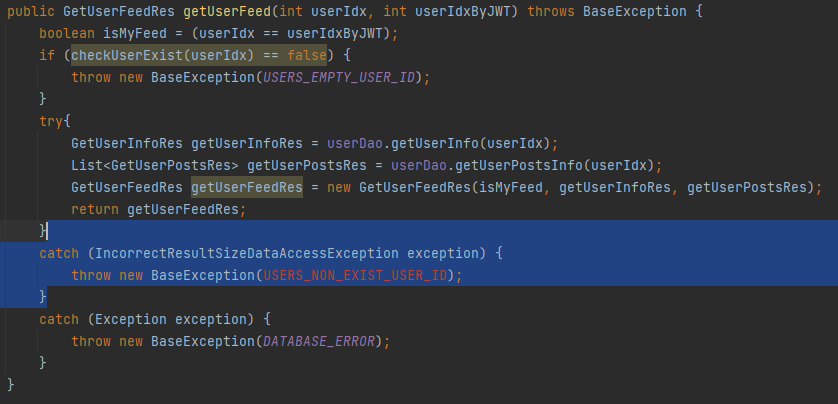 public GetUserFeedRes getUserFeed(int userIdx, int userIdxByJWT) throws BaseException {
    boolean isMyFeed = (userIdx == userIdxByJWT);
    if (checkUserExist(userIdx) == false) {
        throw new BaseException(USERS_EMPTY_USER_ID);
    }
    try{
        GetUserInfoRes getUserInfoRes = userDao.getUserInfo(userIdx);
        List<GetUserPostsRes> getUserPostsRes = userDao.getUserPostsInfo(userIdx);
        GetUserFeedRes getUserFeedRes = new GetUserFeedRes(isMyFeed, getUserInfoRes, getUserPostsRes);
        return getUserFeedRes;
    }
    catch (IncorrectResultSizeDataAccessException exception) {
        throw new BaseException(USERS_NON_EXIST_USER_ID);
    }
    catch (Exception exception) {
        throw new BaseException(DATABASE_ERROR);
    }
}